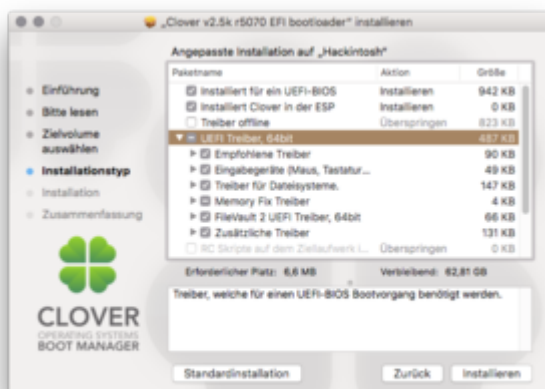 „Clover v2.5k r5070 EFI bootloader“ installieren
Angepasste Installation auf „Hackintosh“
Einführung
Bitte lesen
Zielvolume auswählen
Installationstyp
Installation
Zusammenfassung
CLOVER
OPERATING SYSTEMS
BOOT MANAGER
Paketname Aktion Größe
Installiert für ein UEFI-BIOS Installieren 942 KB
Installiert Clover in der ESP Installieren 0 KB
Treiber offline Überspringen 823 KB
UEFI Treiber, 64bit 487 KB
Empfohlene Treiber 90 KB
Eingabegeräte (Maus, Tastatur... 49 KB
Treiber für Dateisysteme. 147 KB
Memory Fix Treiber 4 KB
FileVault 2 UEFI Treiber, 64bit 66 KB
Zusätzliche Treiber 131 KB
RC Skripte auf dem Ziellaufwerk i... Überspringen 0 KB
Erforderlicher Platz: 6,6 MB Verbleibend: 62,81 GB
Treiber, welche für einen UEFI-BIOS Bootvorgang benötigt werden.
Standardinstallation Zurück Installieren